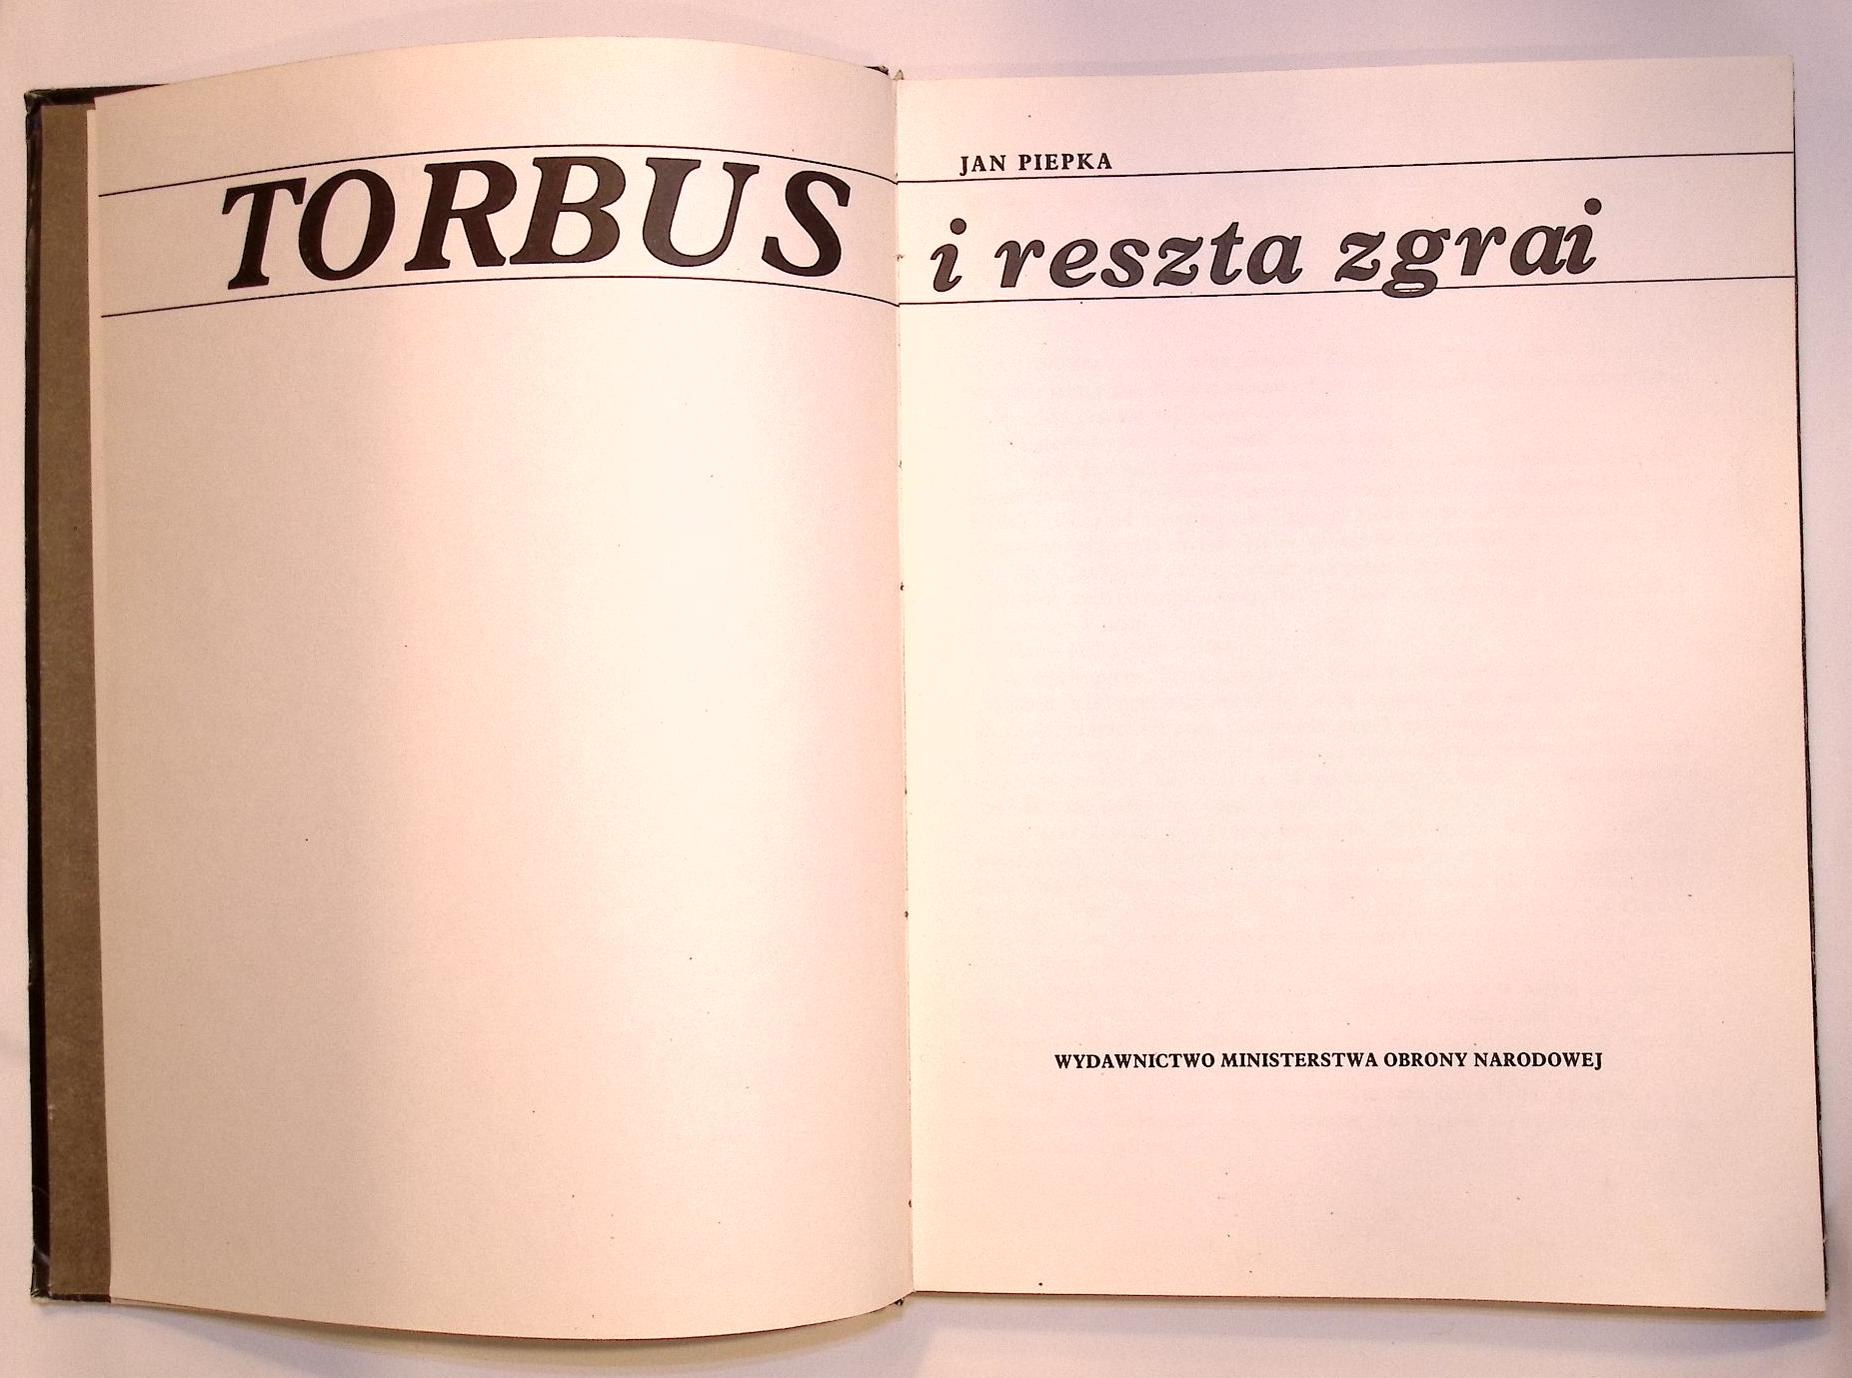 JAN PIEPKA
TORBUS i reszta zgrai
WYDAWNICTWO MINISTERSTWA OBRONY NARODOWEJ